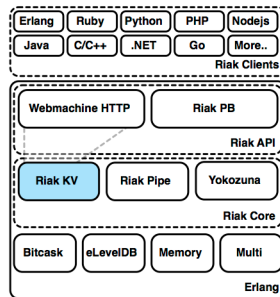 Erlang Ruby Python PHP Nodejs
Java C/C++ .NET Go More..
Riak Clients
Webmachine HTTP Riak PB
Riak API
Riak KV Riak Pipe Yokozuna
Riak Core
Bitcask eLevelDB Memory Multi
Erlang